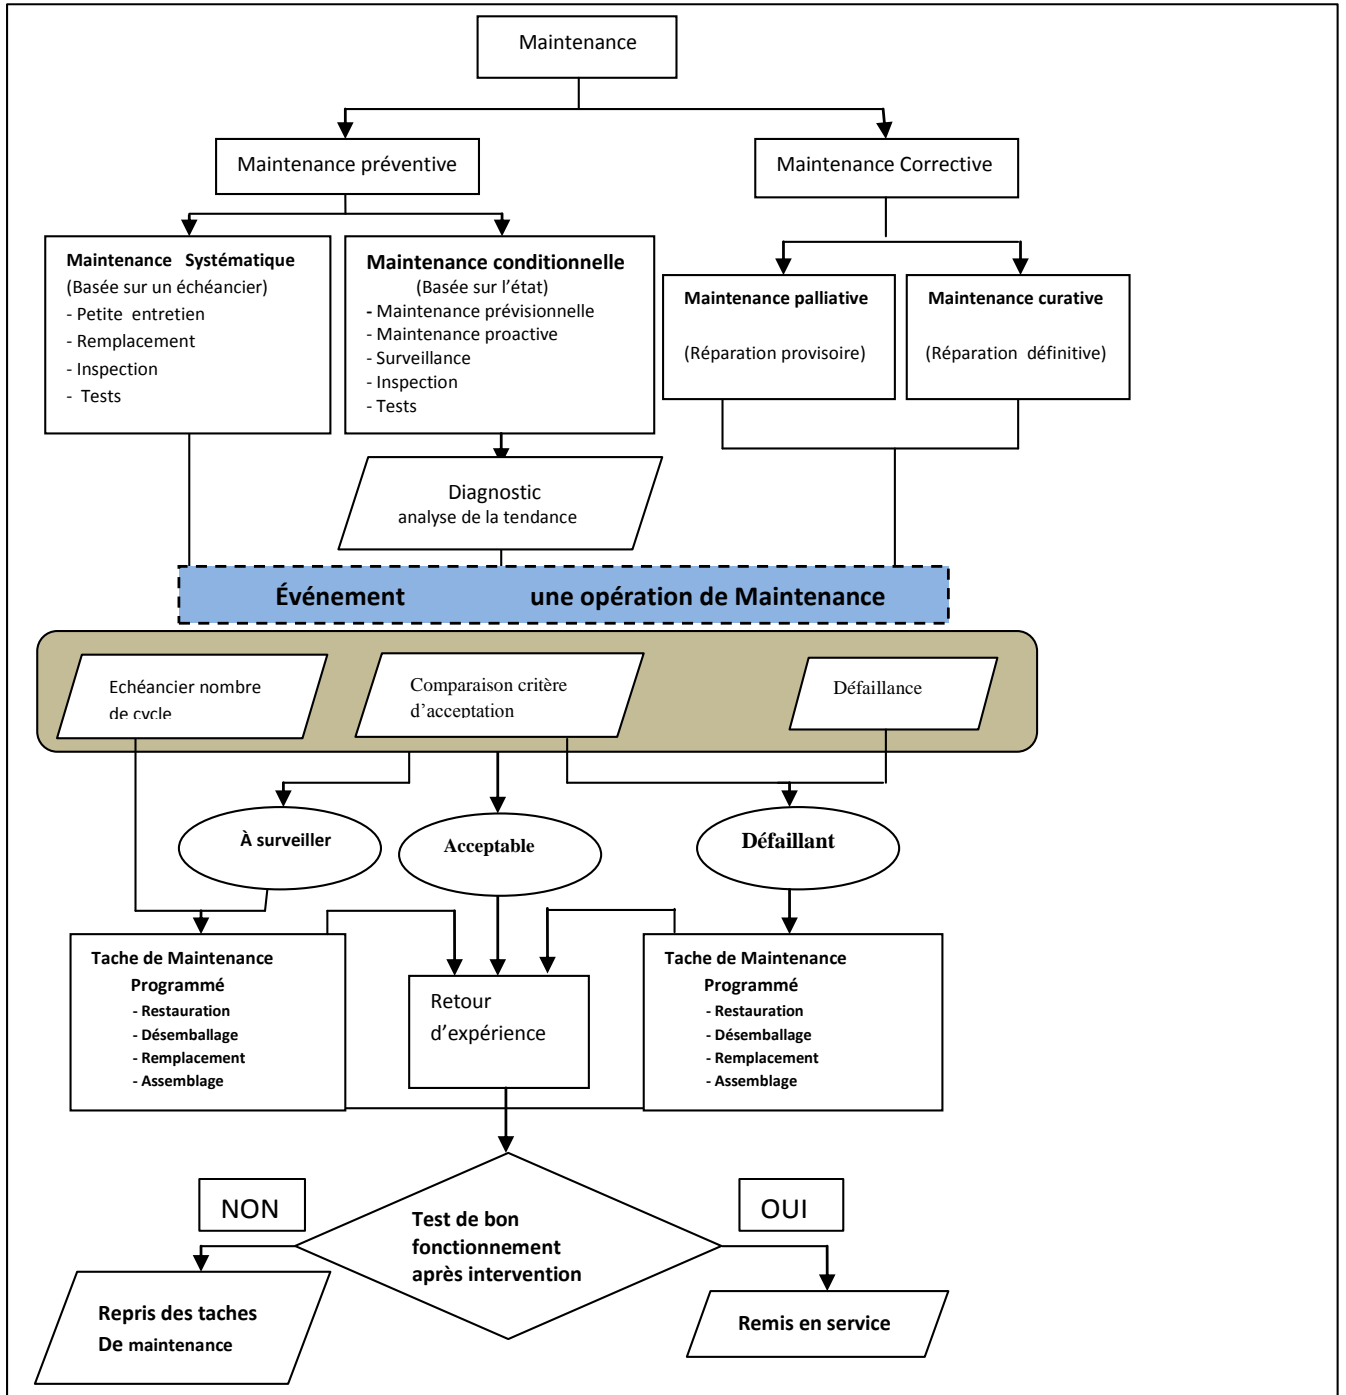 Maintenance
Maintenance préventive
Maintenance Corrective
Maintenance Systématique
(Basée sur un échéancier)
- Petite entretien
- Remplacement
- Inspection
- Tests
Maintenance conditionnelle
(Basée sur l’état)
- Maintenance prévisionnelle
- Maintenance proactive
- Surveillance
- Inspection
- Tests
Maintenance palliative
(Réparation provisoire)
Maintenance curative
(Réparation définitive)
Diagnostic
analyse de la tendance
Événement une opération de Maintenance
Echéancier nombre
de cycle
Comparaison critère
d’acceptation
Défaillance
À surveiller
Acceptable
Défaillant
Tache de Maintenance
Programmé
- Restauration
- Désemballage
- Remplacement
- Assemblage
Retour
d’expérience
Tache de Maintenance
Programmé
- Restauration
- Désemballage
- Remplacement
- Assemblage
NON
OUI
Test de bon
fonctionnement
après intervention
Repris des taches
De maintenance
Remis en service